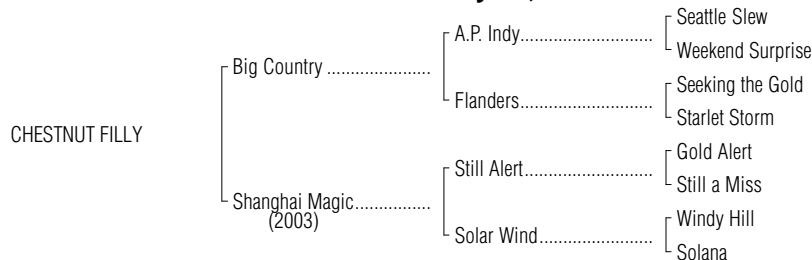 Seattle Slew
A.P. Indy......................
Weekend Surprise
Big Country ......................
Seeking the Gold
Flanders......................
Starlet Storm
CHESTNUT FILLY
Gold Alert
Still Alert......................
Still a Miss
Shanghai Magic................
(2003)
Windy Hill
Solar Wind......................
Solana